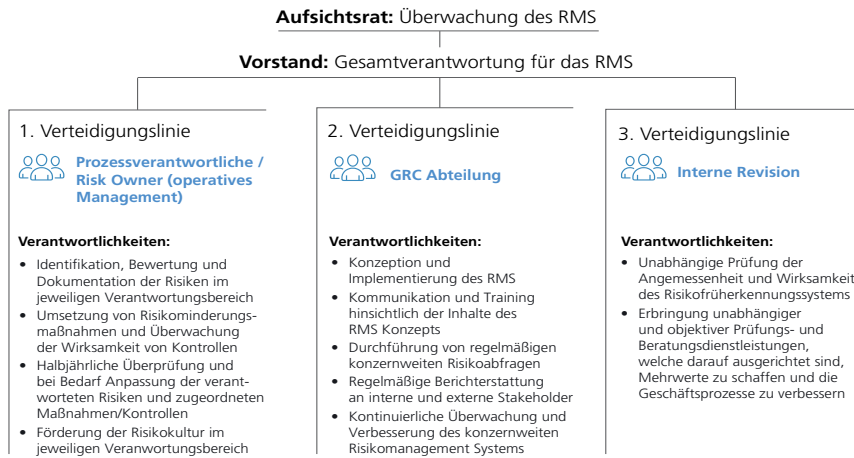 Aufsichtsrat: Überwachung des RMS
Vorstand: Gesamtverantwortung für das RMS
1. Verteidigungslinie
Prozessverantwortliche /
Risk Owner (operatives
Management)
Verantwortlichkeiten:
• Identifikation, Bewertung und
Dokumentation der Risiken im
jeweiligen Verantwortungsbereich
• Umsetzung von Risikominderungs-
maßnahmen und Überwachung
der Wirksamkeit von Kontrollen
• Halbjährliche Überprüfung und
bei Bedarf Anpassung der verant-
worteten Risiken und zugeordneten
Maßnahmen/Kontrollen
• Förderung der Risikokultur im
jeweiligen Veranwortungsbereich
2. Verteidigungslinie
GRC Abteilung
Verantwortlichkeiten:
• Konzeption und
Implementierung des RMS
• Kommunikation und Training
hinsichtlich der Inhalte des
RMS Konzepts
• Durchführung von regelmäßigen
konzernweiten Risikoabfragen
• Regelmäßige Berichterstattung
an interne und externe Stakeholder
• Kontinuierliche Überwachung und
Verbesserung des konzernweiten
Risikomanagement Systems
3. Verteidigungslinie
Interne Revision
Verantwortlichkeiten:
• Unabhängige Prüfung der
Angemessenheit und Wirksamkeit
des Risikofrüherkennungssystems
• Erbringung unabhängiger
und objektiver Prüfungs- und
Beratungsdienstleistungen,
welche darauf ausgerichtet sind,
Mehrwerte zu schaffen und die
Geschäftsprozesse zu verbessern